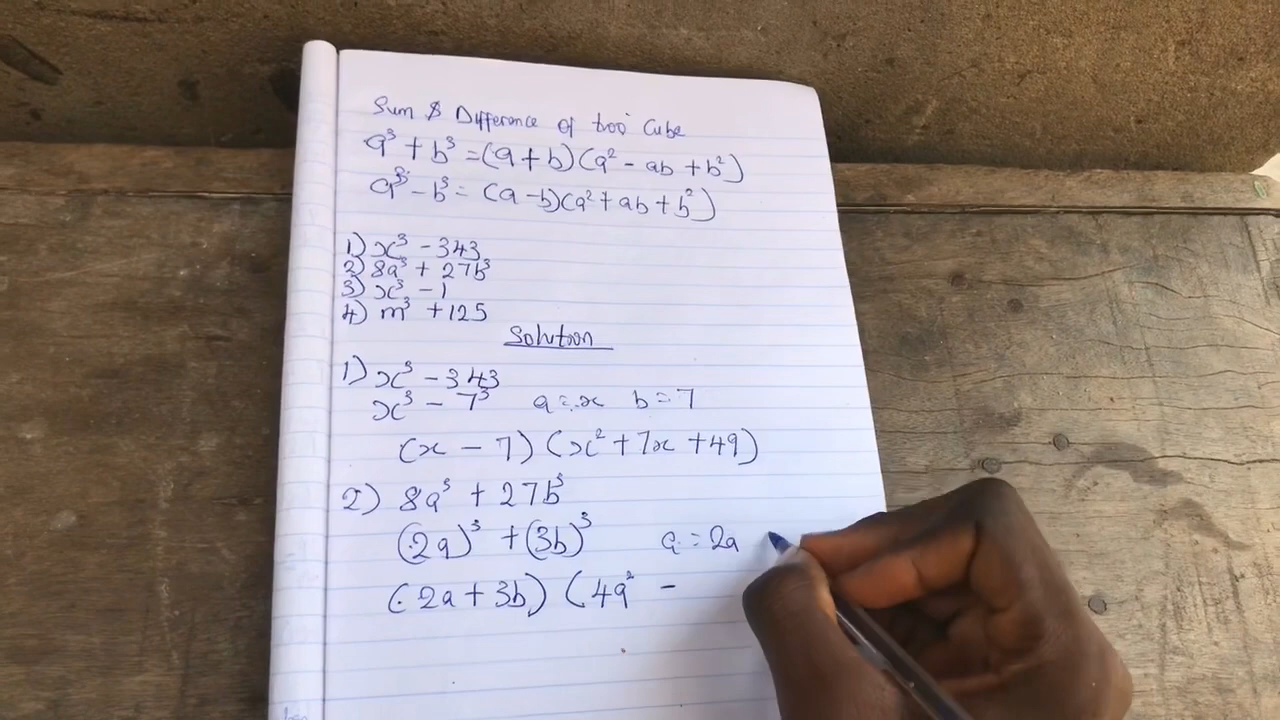 Sum & Difference of two Cube
a³ + b³ = (a + b)(a² - ab + b²)
a³ - b³ = (a - b)(a² + ab + b²)
1) x³ - 343
2) 8a³ + 27b³
3) x³ - 1
4) m³ + 125
Solution
1) x³ - 343
x³ - 7³ a = x b = 7
(x - 7) (x² + 7x + 49)
2) 8a³ + 27b³
(2a)³ + (3b)³ a = 2a
(2a + 3b) (4a² -